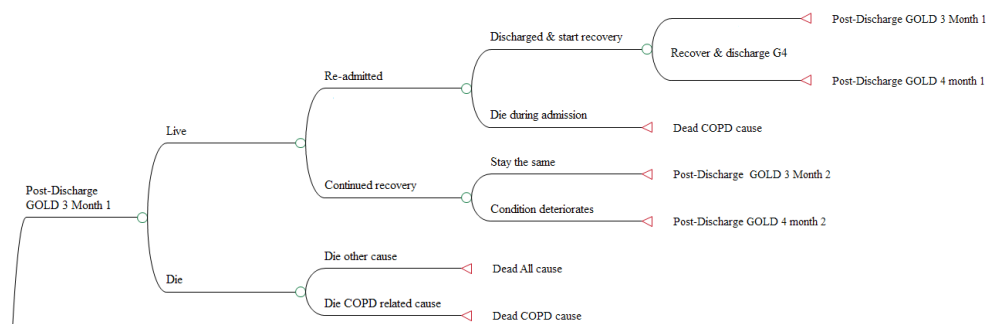 Post-Discharge GOLD 3 Month 1
Discharged & start recovery
Recover & discharge G4
Re-admitted
Post-Discharge GOLD 4 month 1
Die during admission
Live
Dead COPD cause
Stay the same
Post-Discharge  GOLD 3 Month 2
Continued recovery
Post-Discharge
GOLD 3 Month 1
Condition deteriorates
Post-Discharge GOLD 4 month 2
Die other cause
Dead All cause
Die
Die COPD related cause
Dead COPD cause